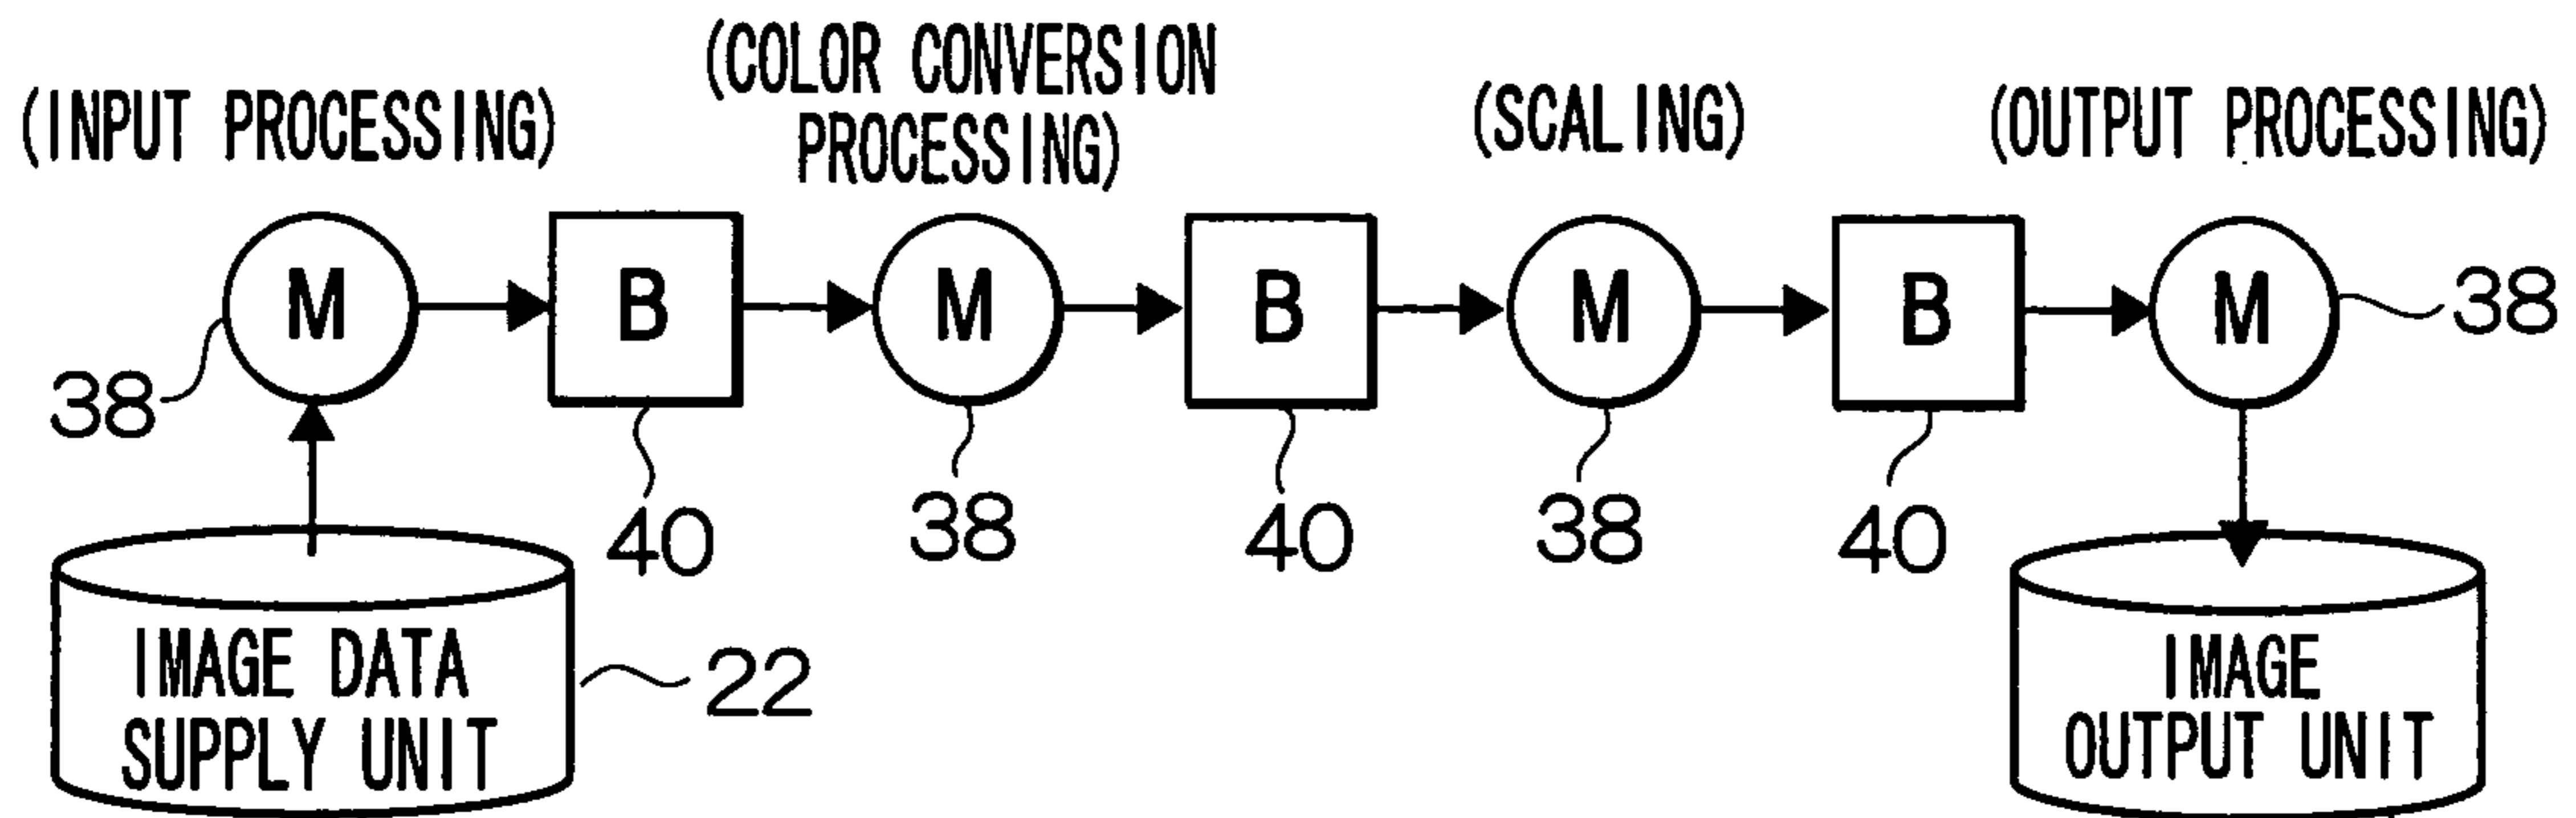 (INPUT PROCESSING)
(COLOR CONVERSION
PROCESSING)
(SCALING)
(OUTPUT PROCESSING)
M
B
M
B
M
B
M
38
38
40
38
40
38
40
IMAGE DATA
SUPPLY UNIT
22
IMAGE
OUTPUT UNIT